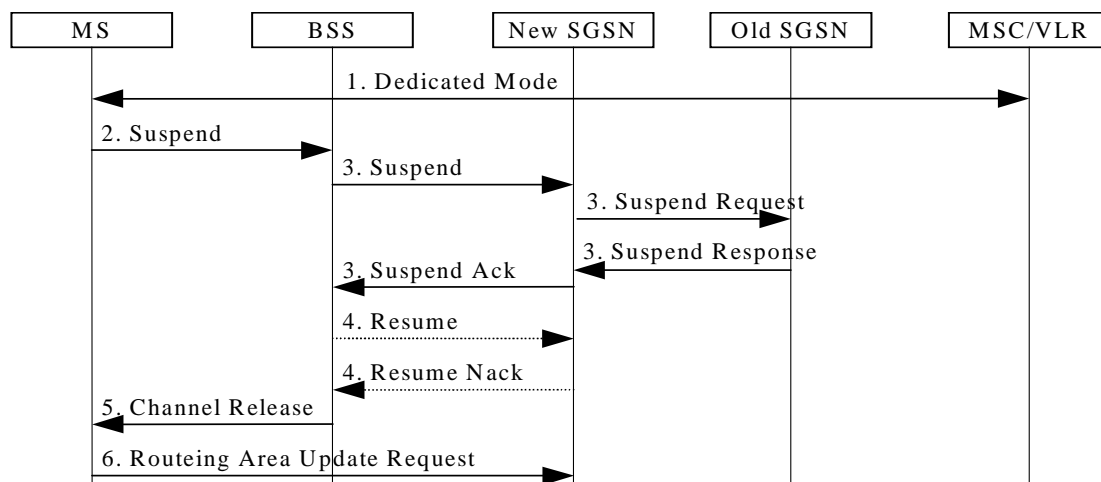 MS
BSS
New SGSN
Old SGSN
MSC/VLR
1. Dedicated Mode
2. Suspend
3. Suspend
3. Suspend Request
3. Suspend Response
3. Suspend Ack
4. Resume
4. Resume Nack
5. Channel Release
6. Routeing Area Update Request